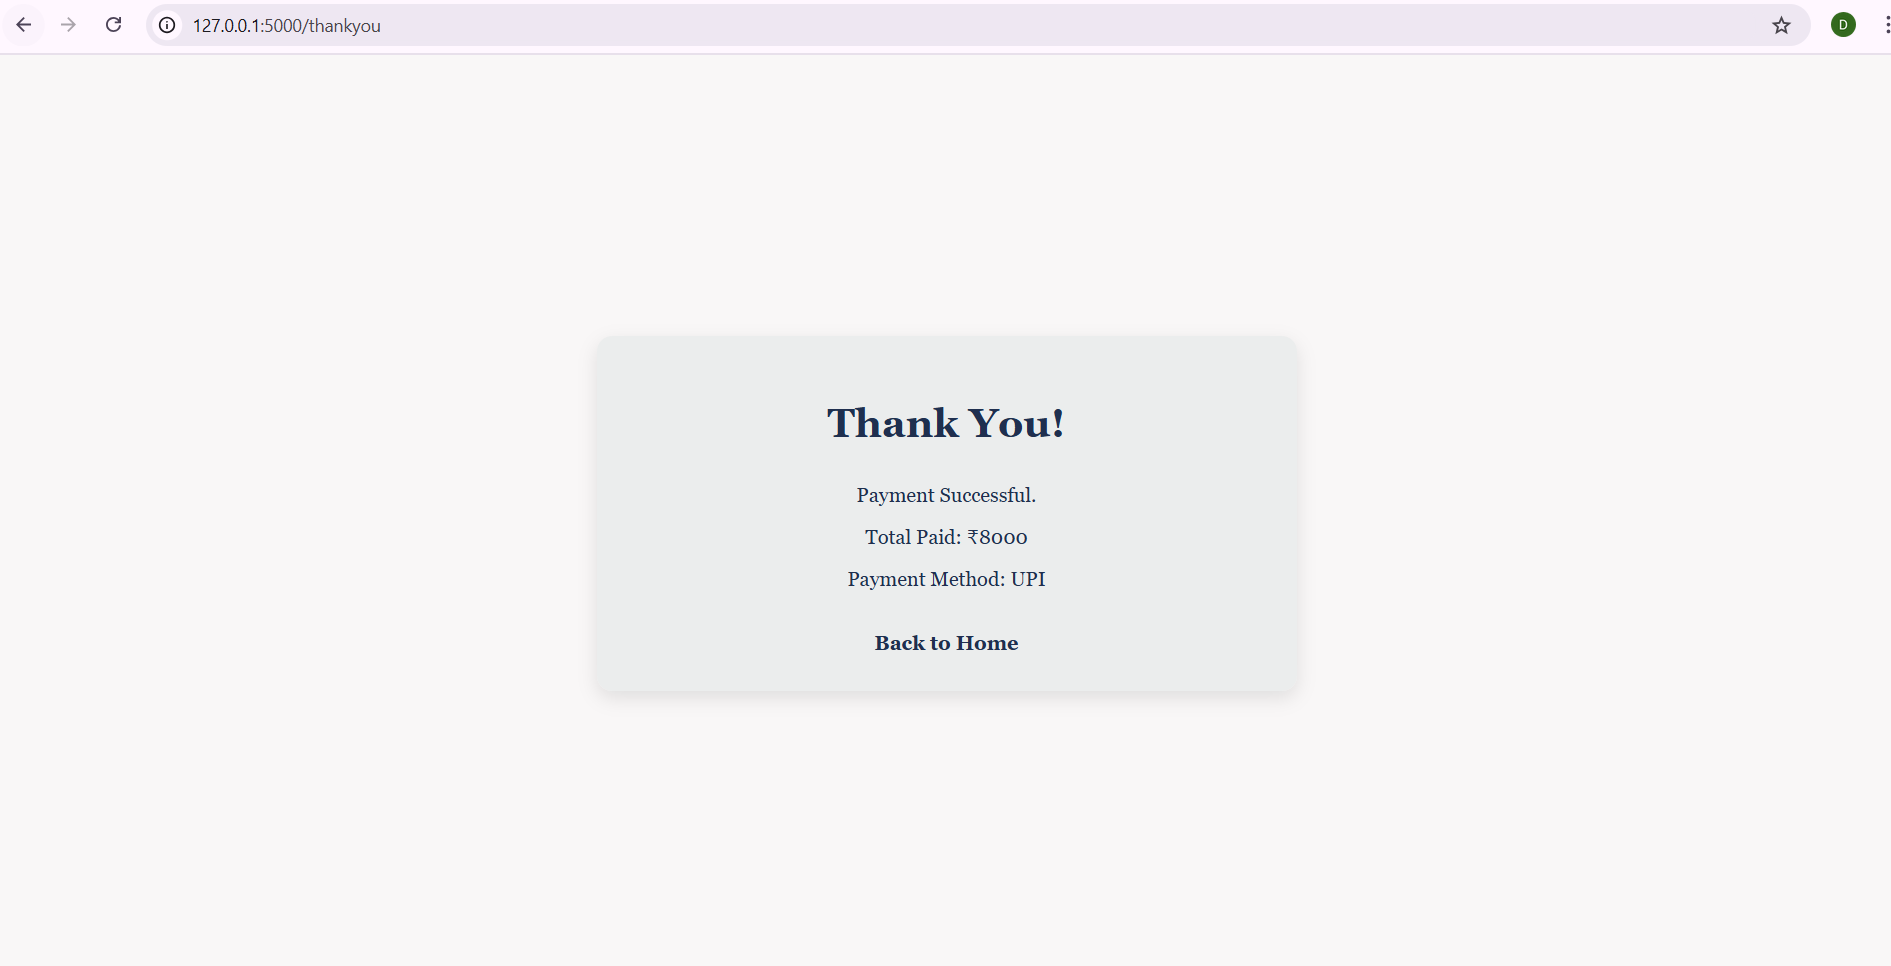 127.0.0.1:5000/thankyou
D
Thank You!
Payment Successful.
Total Paid: ₹8000
Payment Method: UPI
Back to Home